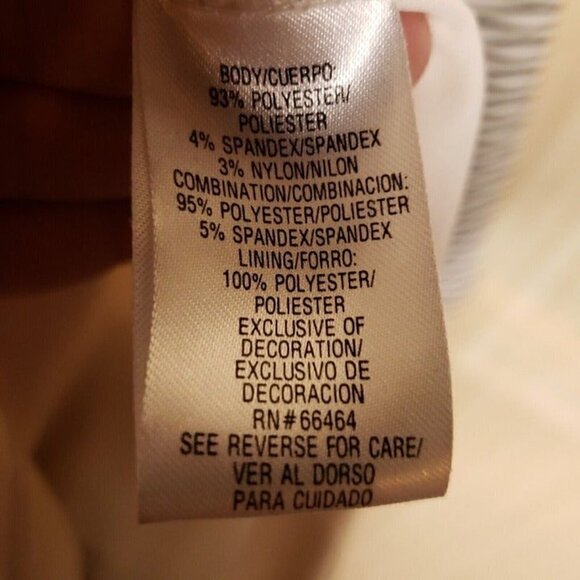 BODY/CUERPO:
93% POLYESTER/
POLIESTER
4% SPANDEX/SPANDEX
3% NYLON/NILON
COMBINATION/COMBINACION:
95% POLYESTER/POLIESTER
5% SPANDEX/SPANDEX
LINING/FORRO:
100% POLYESTER/
POLIESTER
EXCLUSIVE OF
DECORATION/
EXCLUSIVO DE
DECORACION
RN#66464
SEE REVERSE FOR CARE/
VER AL DORSO
PARA CUIDADO